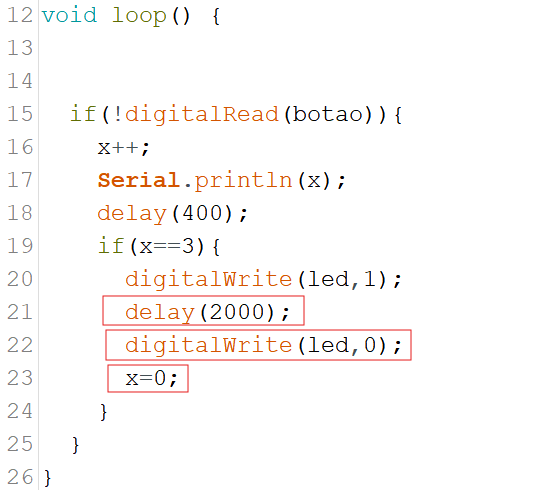 12 void loop() {
13
14
15 if(!digitalRead(botao)){
16 x++;
17 Serial.println(x);
18 delay(400);
19 if(x==3){
20 digitalWrite(led,1);
21 delay(2000);
22 digitalWrite(led,0);
23 x=0;
24 }
25 }
26 }